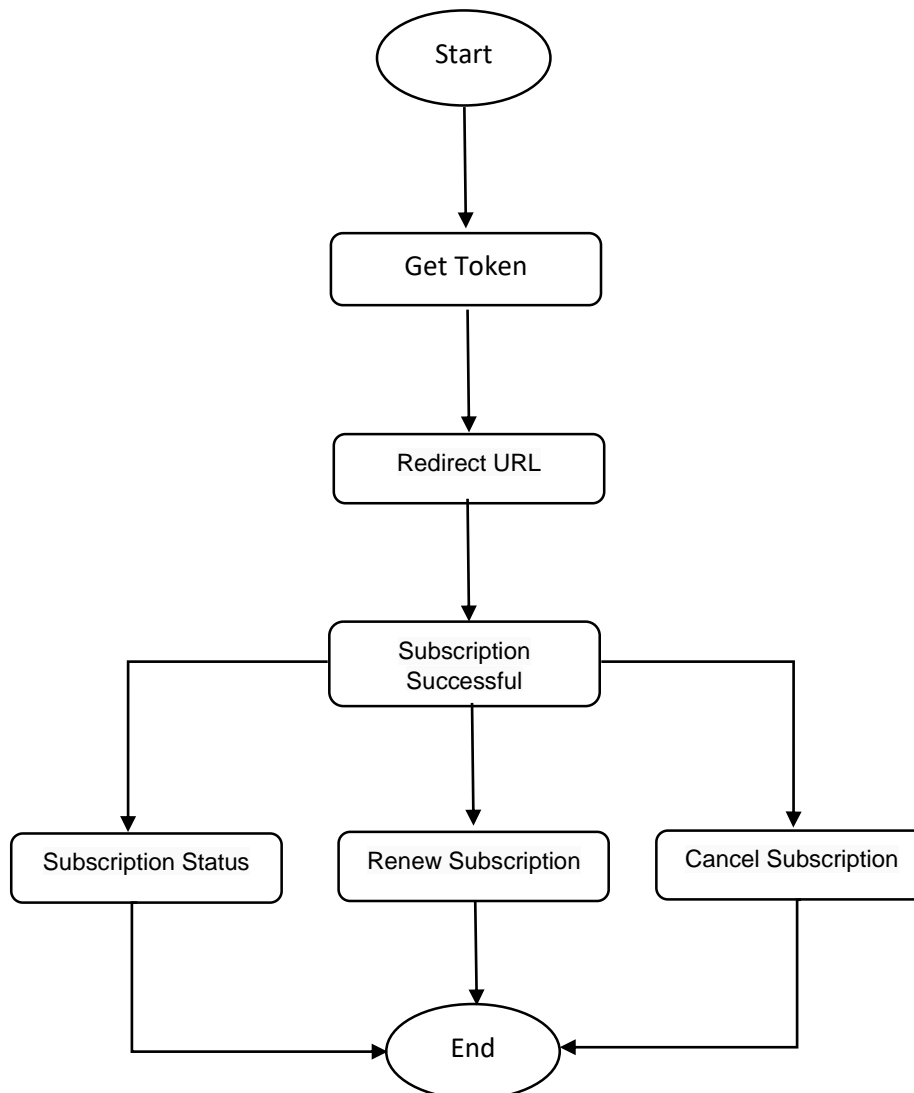 Start
Get Token
Redirect URL
Subscription
Successful
Subscription Status
Renew Subscription
Cancel Subscription
End